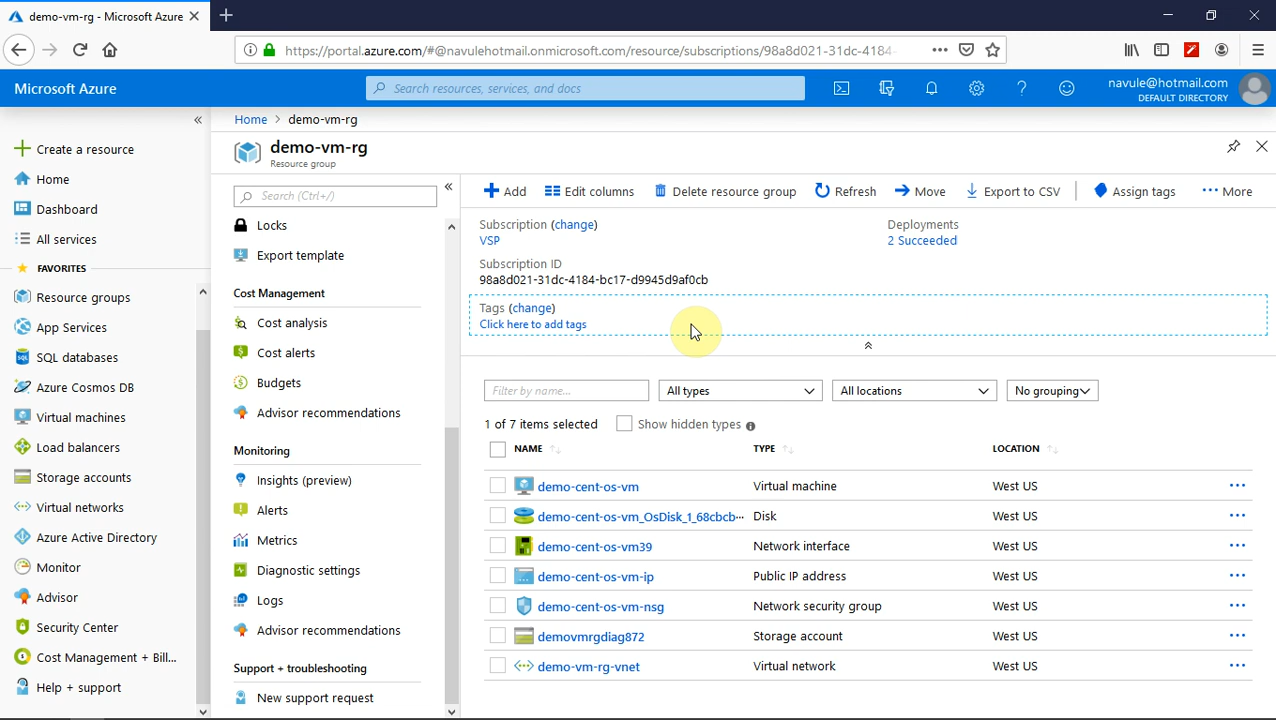 demo-vm-rg - Microsoft Azure
https://portal.azure.com/#@navulehotmail.onmicrosoft.com/resource/subscriptions/98a8d021-31dc-4184-
Microsoft Azure
Search resources, services, and docs
navule@hotmail.com
DEFAULT DIRECTORY
Create a resource
Home
Dashboard
All services
FAVORITES
Resource groups
App Services
SQL databases
Azure Cosmos DB
Virtual machines
Load balancers
Storage accounts
Virtual networks
Azure Active Directory
Monitor
Advisor
Security Center
Cost Management + Bill...
Help + support
Home > demo-vm-rg
demo-vm-rg
Resource group
Search (Ctrl+/)
Locks
Export template
Cost Management
Cost analysis
Cost alerts
Budgets
Advisor recommendations
Monitoring
Insights (preview)
Alerts
Metrics
Diagnostic settings
Logs
Advisor recommendations
Support + troubleshooting
New support request
Add Edit columns Delete resource group Refresh Move Export to CSV Assign tags More
Subscription (change)
VSP
Deployments
2 Succeeded
Subscription ID
98a8d021-31dc-4184-bc17-d9945d9af0cb
Tags (change)
Click here to add tags
Filter by name... All types All locations No grouping
1 of 7 items selected Show hidden types
NAME TYPE LOCATION
demo-cent-os-vm Virtual machine West US
demo-cent-os-vm_OsDisk_1_68cbcb... Disk West US
demo-cent-os-vm39 Network interface West US
demo-cent-os-vm-ip Public IP address West US
demo-cent-os-vm-nsg Network security group West US
demovmrgdiag872 Storage account West US
demo-vm-rg-vnet Virtual network West US